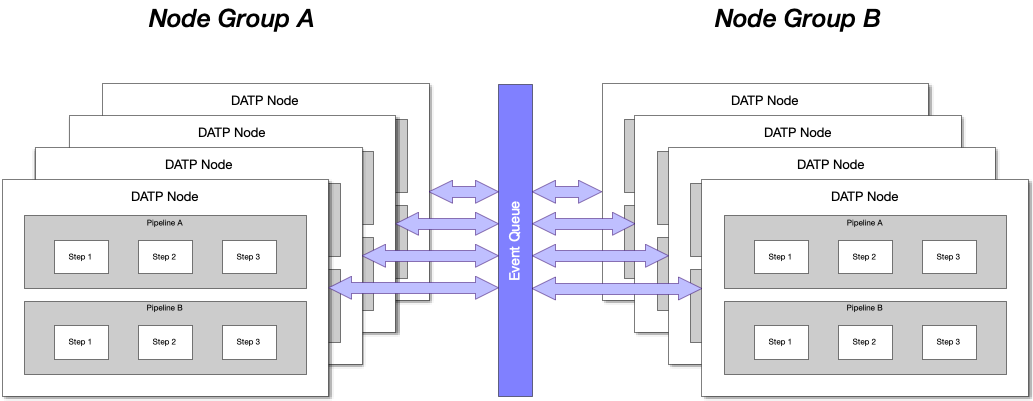 Node Group A
Node Group B
DATP Node
DATP Node
DATP Node
DATP Node
Pipeline A
Step 1
Step 2
Step 3
Pipeline B
Step 1
Step 2
Step 3
Event Queue
DATP Node
DATP Node
DATP Node
DATP Node
Pipeline A
Step 1
Step 2
Step 3
Pipeline B
Step 1
Step 2
Step 3